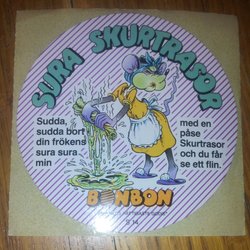 SURA SKURTRASOR
Sudda,
sudda bort
din frökens
sura sura
min
med en
påse
Skurtrasor
och du får
se ett flin.
BONBON
S 14